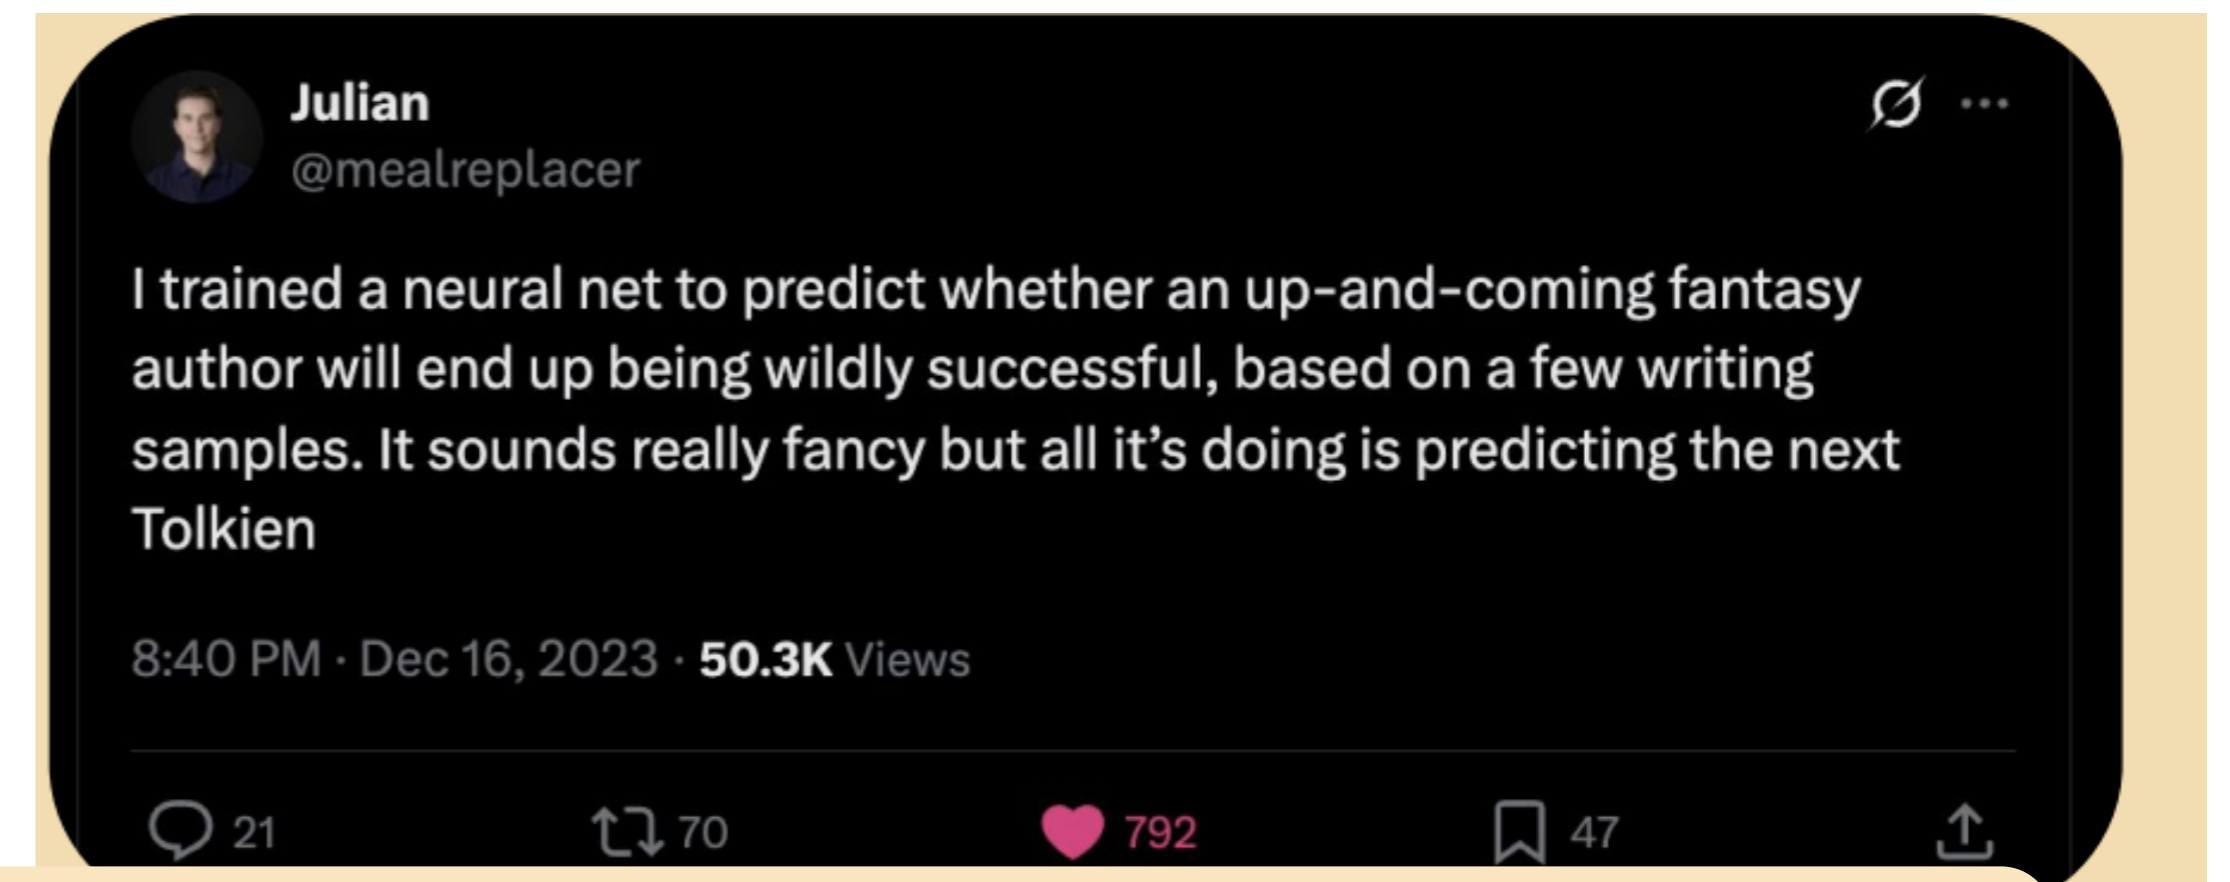 Julian
@mealreplacer
I trained a neural net to predict whether an up-and-coming fantasy
author will end up being wildly successful, based on a few writing
samples. It sounds really fancy but all it’s doing is predicting the next
Tolkien
8:40 PM · Dec 16, 2023 · 50.3K Views
21 70 792 47